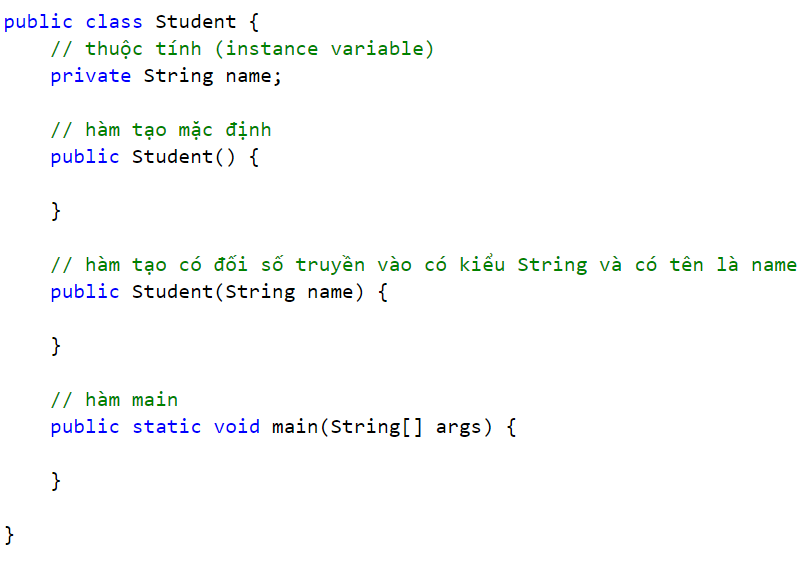 public class Student {
// thuộc tính (instance variable)
private String name;
// hàm tạo mặc định
public Student() {
}
// hàm tạo có đối số truyền vào có kiểu String và có tên là name
public Student(String name) {
}
// hàm main
public static void main(String[] args) {
}
}